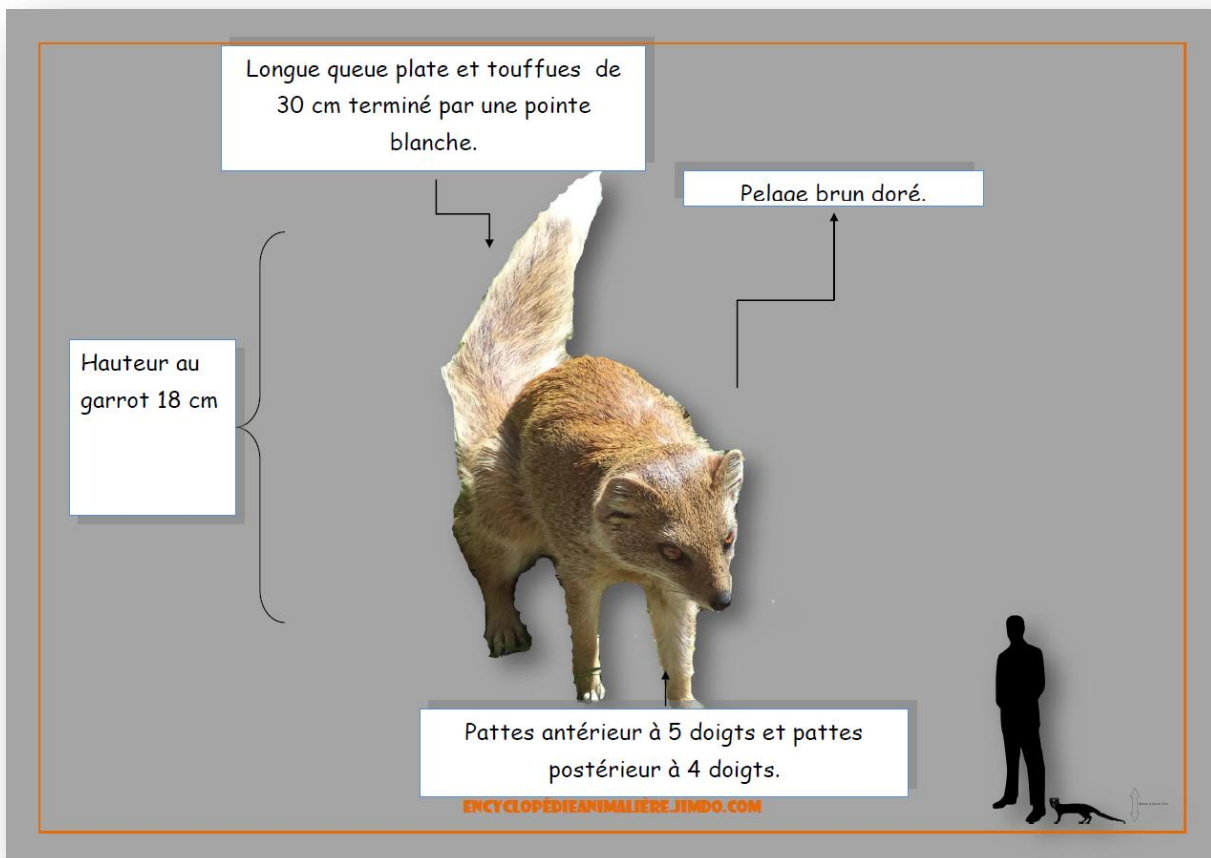 Longue queue plate et touffues de
30 cm terminé par une pointe
blanche.
Pelage brun doré.
Hauteur au
garrot 18 cm
Pattes antérieur à 5 doigts et pattes
postérieur à 4 doigts.
ENCYCLOPÉDIEANIMALIÈRE.JIMDO.COM